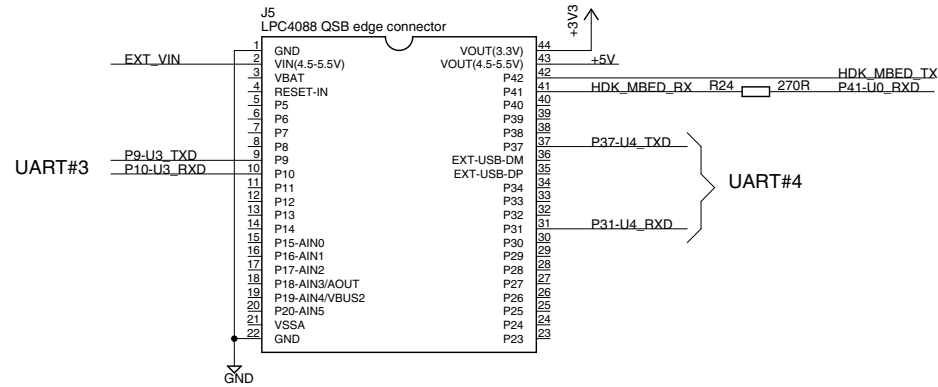 J5
LPC4088 QSB edge connector
+3V3
1 GND VOUT(3.3V) 44
EXT_VIN 2 VIN(4.5-5.5V) VOUT(4.5-5.5V) 43 +5V
3 VBAT P42 42 HDK_MBED_TX
4 RESET-IN P41 41 HDK_MBED_RX R24 270R P41-U0_RXD
5 P5 P40 40
6 P6 P39 39
7 P7 P38 38
8 P8 P37 37 P37-U4_TXD
UART#3 P9-U3_TXD 9 P9 EXT-USB-DM 36
P10-U3_RXD 10 P10 EXT-USB-DP 35
11 P11 P34 34 UART#4
12 P12 P33 33
13 P13 P32 32
14 P14 P31 31 P31-U4_RXD
15 P15-AIN0 P30 30
16 P16-AIN1 P29 29
17 P17-AIN2 P28 28
18 P18-AIN3/AOUT P27 27
19 P19-AIN4/VBUS2 P26 26
20 P20-AIN5 P25 25
21 VSSA P24 24
22 GND P23 23
GND